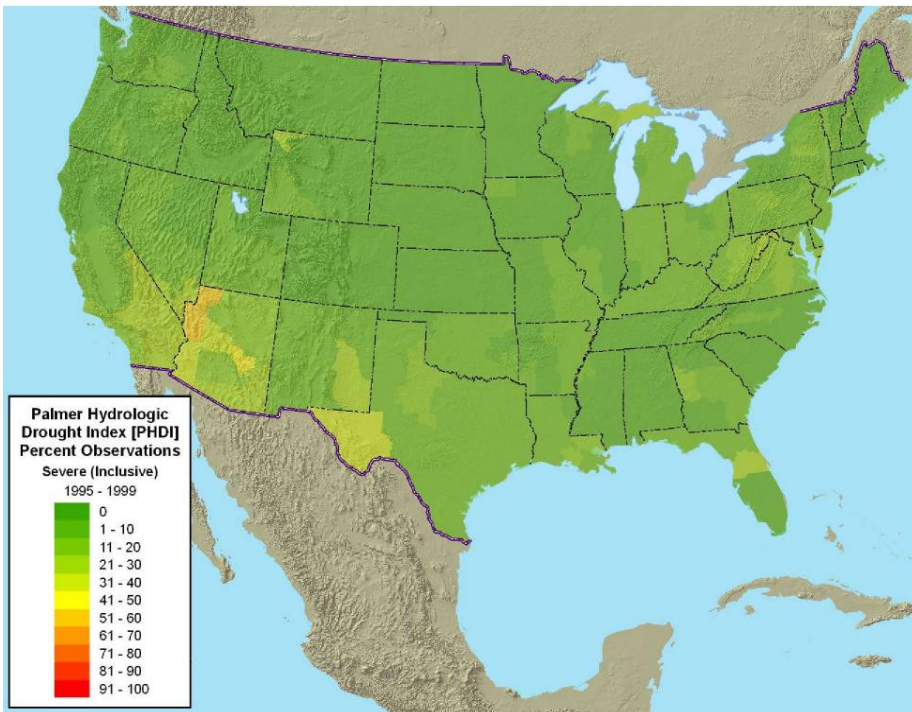 Palmer Hydrologic
Drought Index [PHDI]
Percent Observations
Severe (Inclusive)
1995 - 1999
0
1 - 10
11 - 20
21 - 30
31 - 40
41 - 50
51 - 60
61 - 70
71 - 80
81 - 90
91 - 100